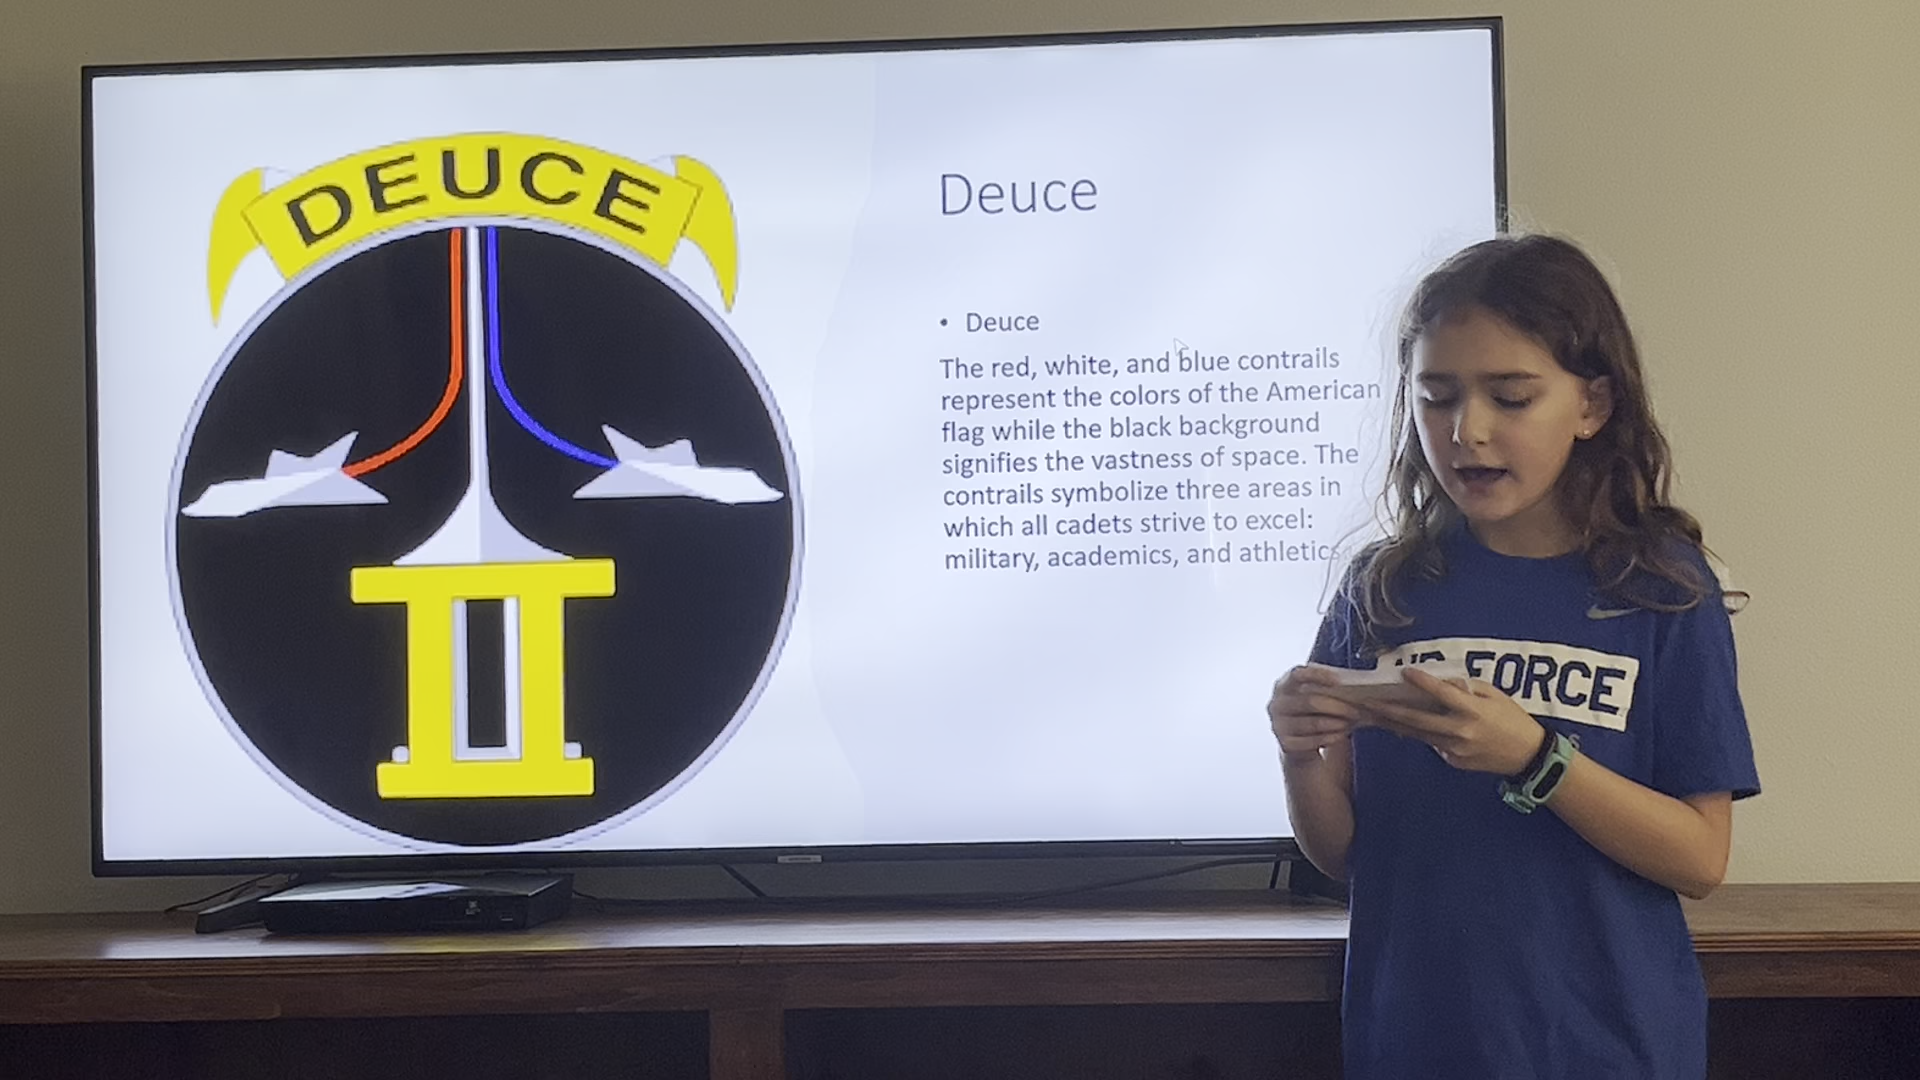 DEUCE
II
Deuce
• Deuce
The red, white, and blue contrails
represent the colors of the American
flag while the black background
signifies the vastness of space. The
contrails symbolize three areas in
which all cadets strive to excel:
military, academics, and athletics
FORCE